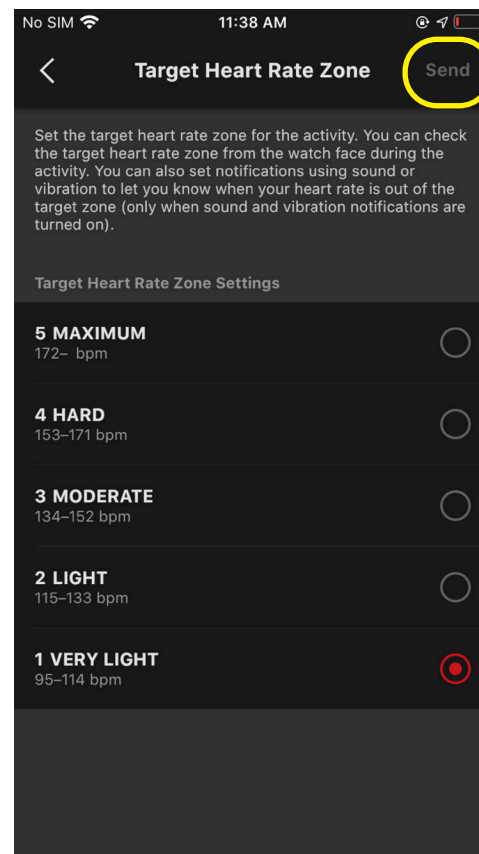 No SIM 11:38 AM
Target Heart Rate Zone Send
Set the target heart rate zone for the activity. You can check
the target heart rate zone from the watch face during the
activity. You can also set notifications using sound or
vibration to let you know when your heart rate is out of the
target zone (only when sound and vibration notifications are
turned on).
Target Heart Rate Zone Settings
5 MAXIMUM
172– bpm
4 HARD
153–171 bpm
3 MODERATE
134–152 bpm
2 LIGHT
115–133 bpm
1 VERY LIGHT
95–114 bpm